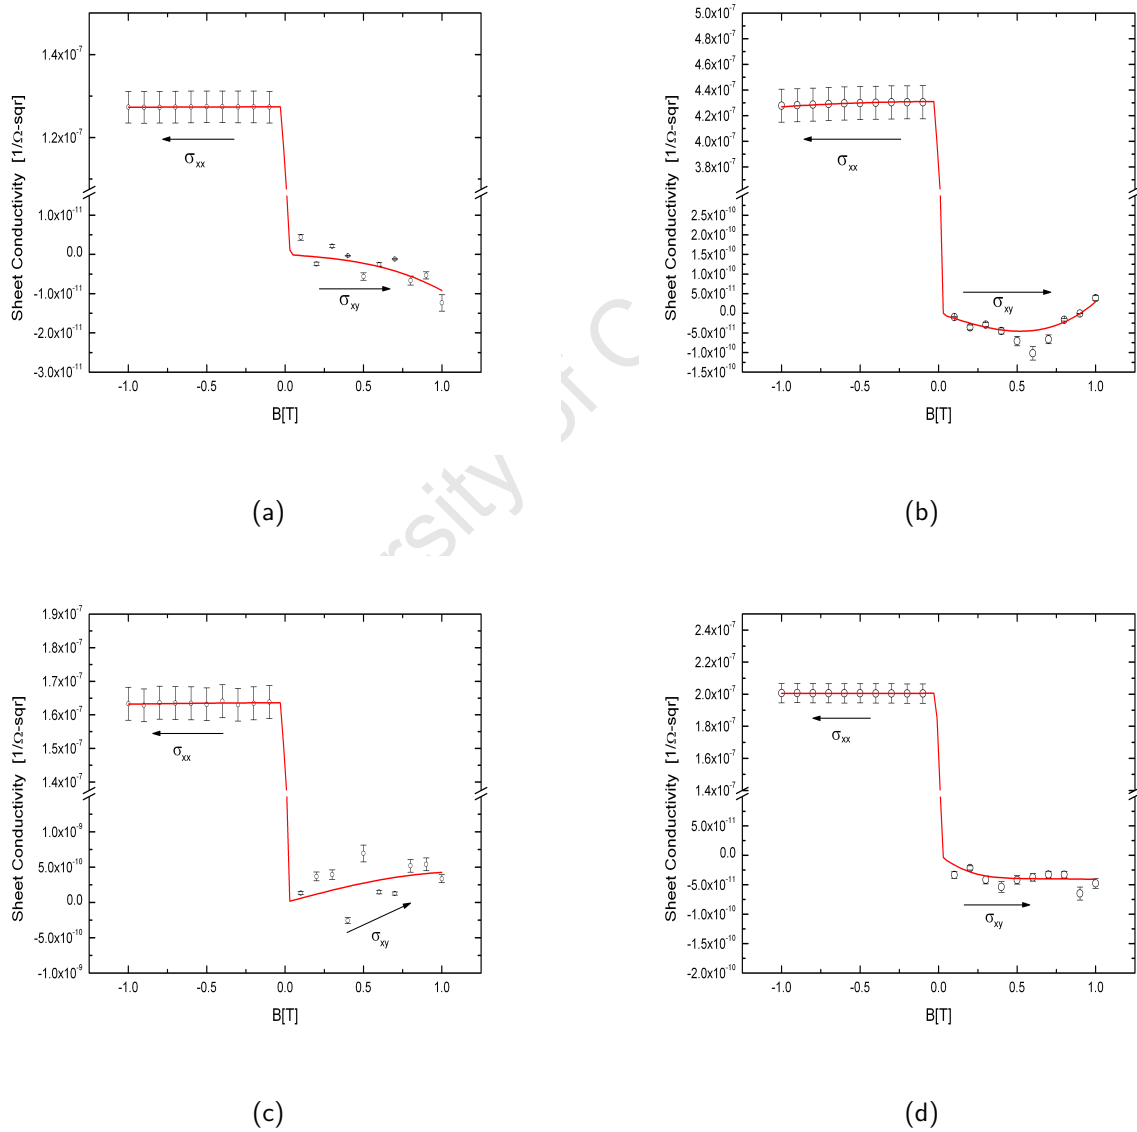 1.4x10⁻⁷
1.2x10⁻⁷
1.0x10⁻¹¹
0.0
-1.0x10⁻¹¹
-2.0x10⁻¹¹
-3.0x10⁻¹¹
Sheet Conductivity [1/Ω-sqr]
σxx
σxy
-1.0 -0.5 0.0 0.5 1.0
B[T]
(a)
5.0x10⁻⁷
4.8x10⁻⁷
4.6x10⁻⁷
4.4x10⁻⁷
4.2x10⁻⁷
4.0x10⁻⁷
3.8x10⁻⁷
2.5x10⁻¹⁰
2.0x10⁻¹⁰
1.5x10⁻¹⁰
1.0x10⁻¹⁰
5.0x10⁻¹¹
0.0
-5.0x10⁻¹¹
-1.0x10⁻¹⁰
-1.5x10⁻¹⁰
Sheet Conductivity [1/Ω-sqr]
σxx
σxy
-1.0 -0.5 0.0 0.5 1.0
B[T]
(b)
rsity of C
1.9x10⁻⁷
1.8x10⁻⁷
1.7x10⁻⁷
1.6x10⁻⁷
1.5x10⁻⁷
1.4x10⁻⁷
1.0x10⁻⁹
5.0x10⁻¹⁰
0.0
-5.0x10⁻¹⁰
-1.0x10⁻⁹
Sheet Conductivity [1/Ω-sqr]
σxx
σxy
-1.0 -0.5 0.0 0.5 1.0
B[T]
(c)
2.4x10⁻⁷
2.2x10⁻⁷
2.0x10⁻⁷
1.8x10⁻⁷
1.6x10⁻⁷
1.4x10⁻⁷
5.0x10⁻¹¹
0.0
-5.0x10⁻¹¹
-1.0x10⁻¹⁰
-1.5x10⁻¹⁰
-2.0x10⁻¹⁰
Sheet Conductivity [1/Ω-sqr]
σxx
σxy
-1.0 -0.5 0.0 0.5 1.0
B[T]
(d)